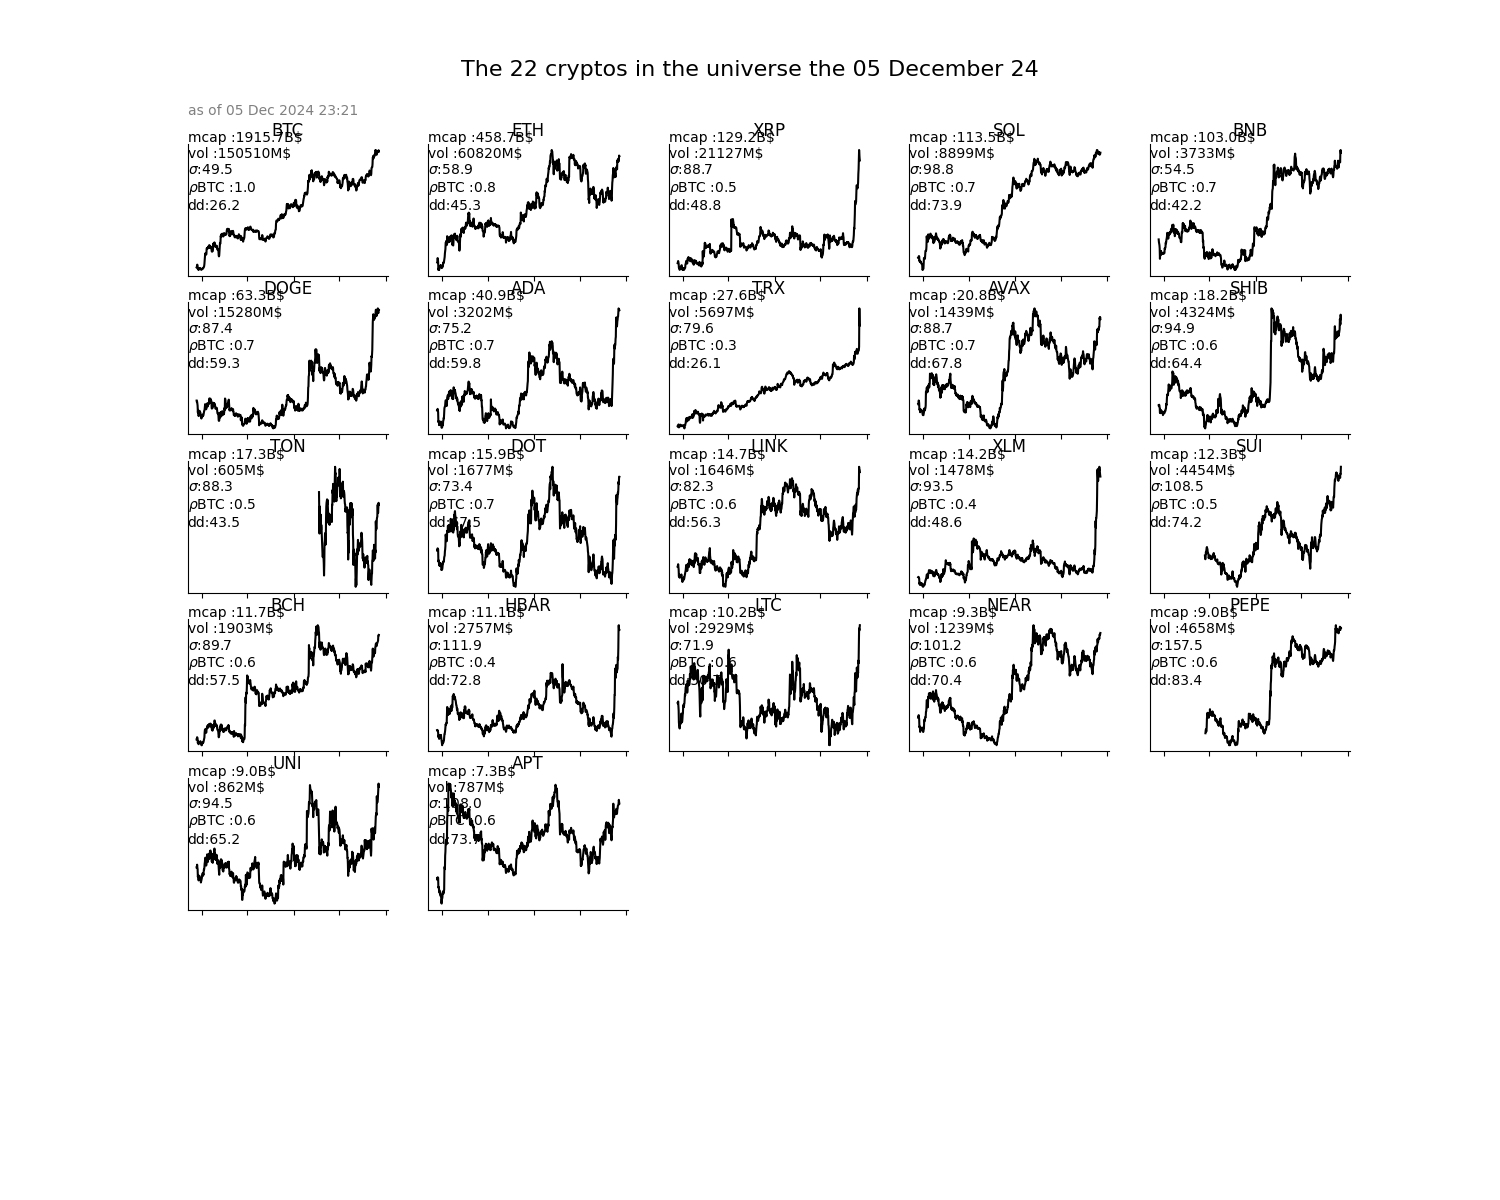 The 22 cryptos in the universe the 05 December 24
as of 05 Dec 2024 23:21
BTC
mcap :1915.7B$
vol :150510M$
σ:49.5
ρBTC :1.0
dd:26.2
ETH
mcap :458.7B$
vol :60820M$
σ:58.9
ρBTC :0.8
dd:45.3
XRP
mcap :129.2B$
vol :21127M$
σ:88.7
ρBTC :0.5
dd:48.8
SOL
mcap :113.5B$
vol :8899M$
σ:98.8
ρBTC :0.7
dd:73.9
BNB
mcap :103.0B$
vol :3733M$
σ:54.5
ρBTC :0.7
dd:42.2
DOGE
mcap :63.3B$
vol :15280M$
σ:87.4
ρBTC :0.7
dd:59.3
ADA
mcap :40.9B$
vol :3202M$
σ:75.2
ρBTC :0.7
dd:59.8
TRX
mcap :27.6B$
vol :5697M$
σ:79.6
ρBTC :0.3
dd:26.1
AVAX
mcap :20.8B$
vol :1439M$
σ:88.7
ρBTC :0.7
dd:67.8
SHIB
mcap :18.2B$
vol :4324M$
σ:94.9
ρBTC :0.6
dd:64.4
TON
mcap :17.3B$
vol :605M$
σ:88.3
ρBTC :0.5
dd:43.5
DOT
mcap :15.9B$
vol :1677M$
σ:73.4
ρBTC :0.7
LINK
mcap :14.7B$
vol :1646M$
σ:82.3
ρBTC :0.6
dd:56.3
XLM
mcap :14.2B$
vol :1478M$
σ:93.5
ρBTC :0.4
dd:48.6
SUI
mcap :12.3B$
vol :4454M$
σ:108.5
ρBTC :0.5
dd:74.2
BCH
mcap :11.7B$
vol :1903M$
σ:89.7
ρBTC :0.6
dd:57.5
HBAR
mcap :11.1B$
vol :2757M$
σ:111.9
ρBTC :0.4
dd:72.8
LTC
mcap :10.2B$
vol :2929M$
σ:71.9
ρBTC :0.6
NEAR
mcap :9.3B$
vol :1239M$
σ:101.2
ρBTC :0.6
dd:70.4
PEPE
mcap :9.0B$
vol :4658M$
σ:157.5
ρBTC :0.6
dd:83.4
UNI
mcap :9.0B$
vol :862M$
σ:94.5
ρBTC :0.6
dd:65.2
APT
mcap :7.3B$
vol :787M$
σ:108.0
ρBTC :0.6